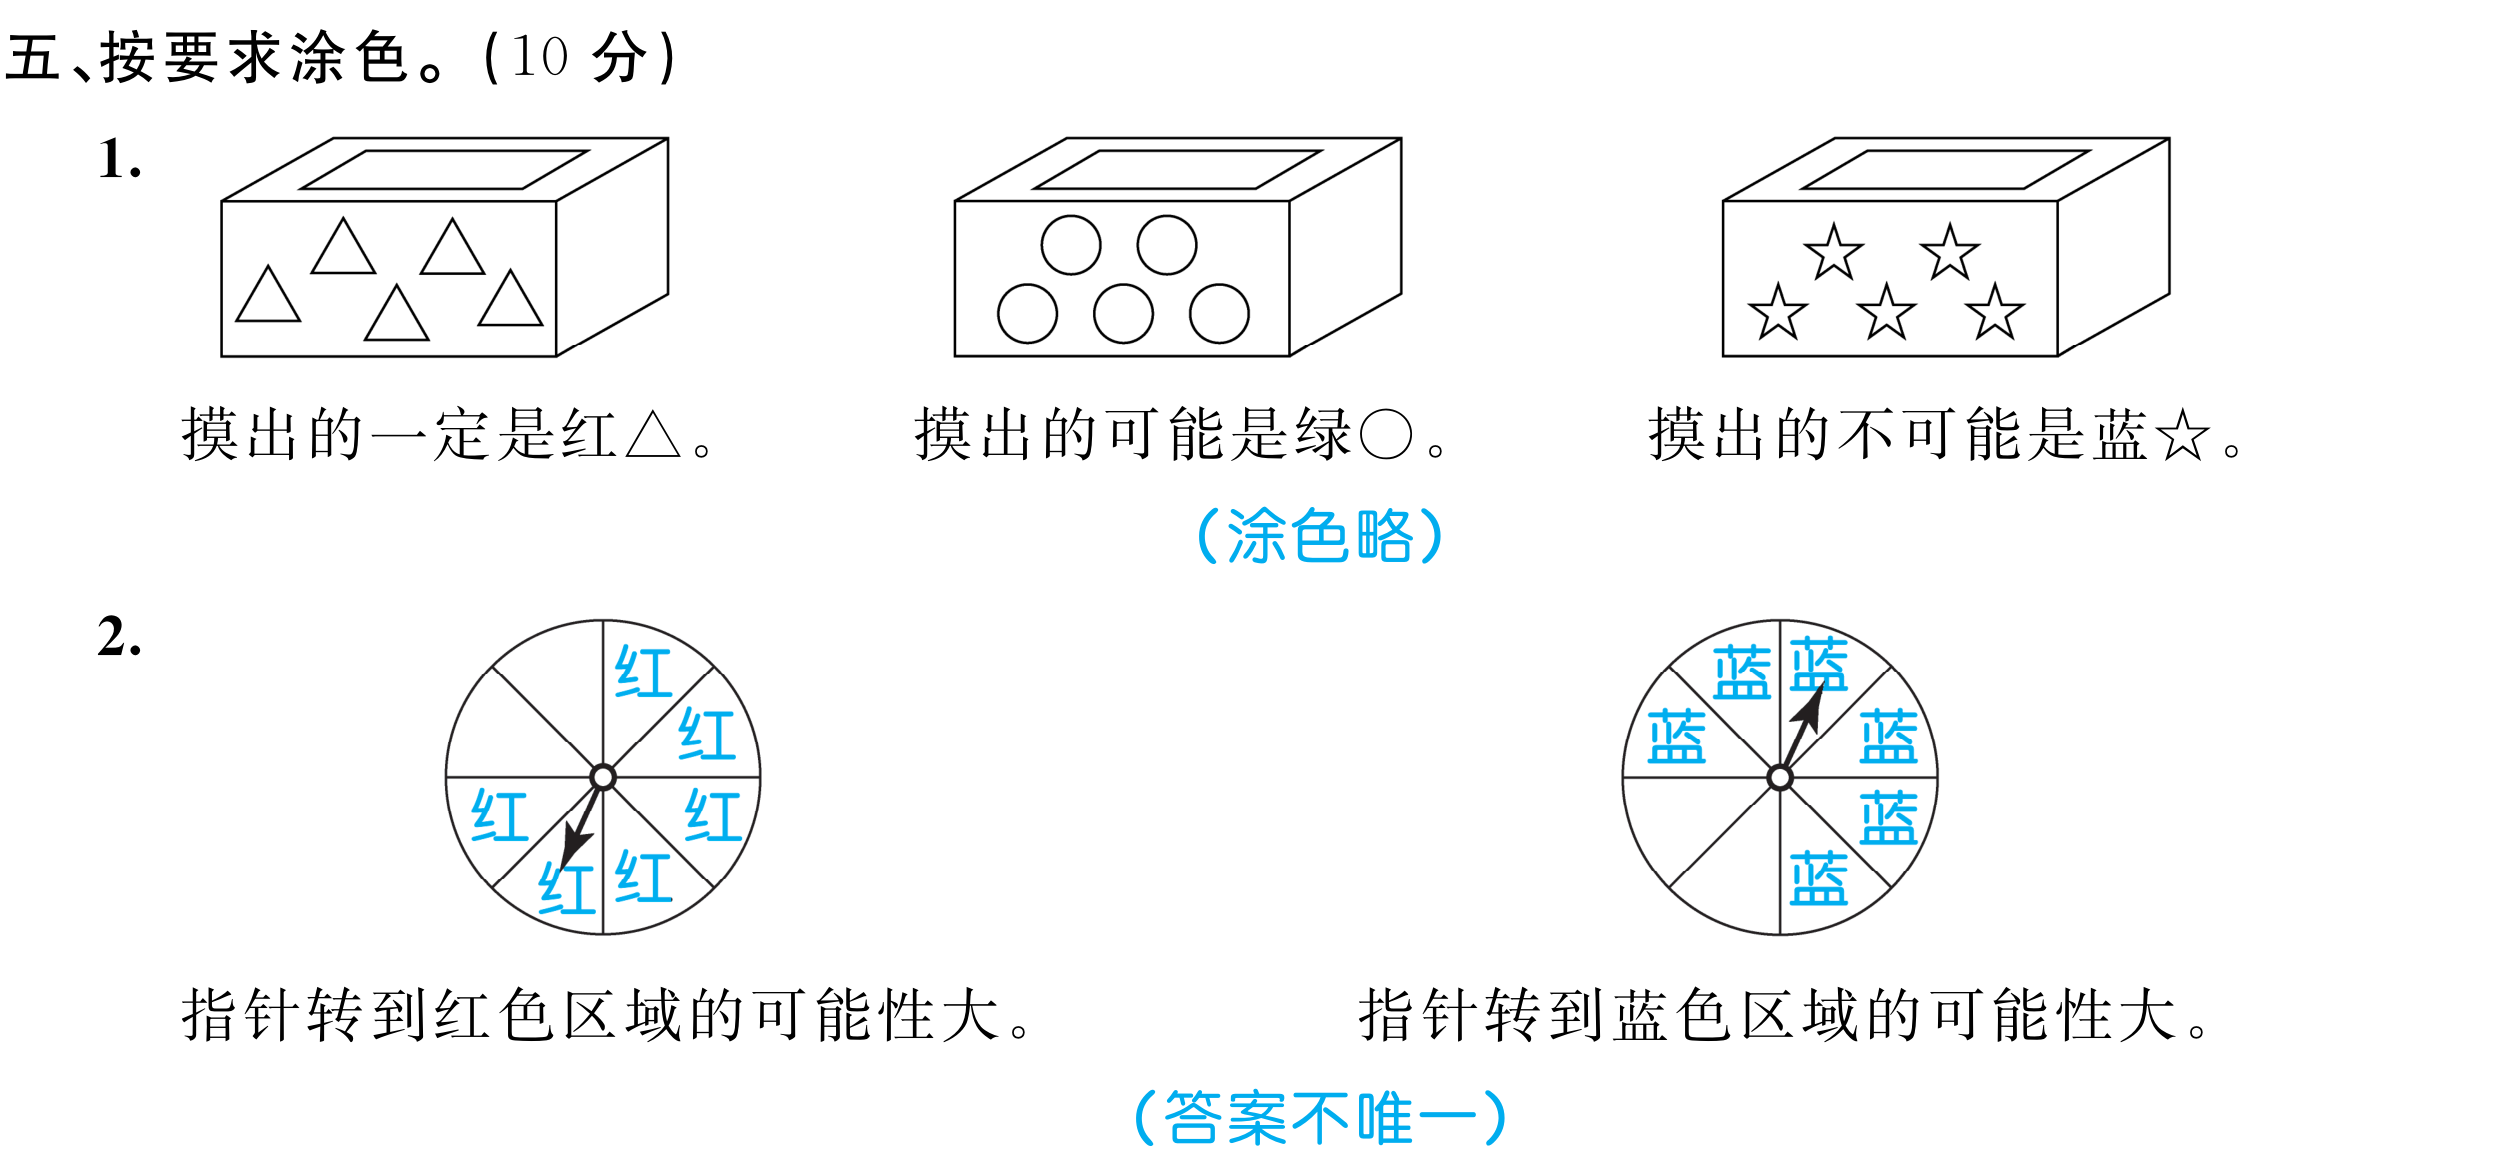 五、按要求涂色。(10 分)
1.
摸出的一定是红△。 摸出的可能是绿○。 摸出的不可能是蓝☆。
(涂色略)
2.
红 蓝 蓝
红 蓝 蓝
红 红 蓝
红 红 蓝
指针转到红色区域的可能性大。 指针转到蓝色区域的可能性大。
(答案不唯一)